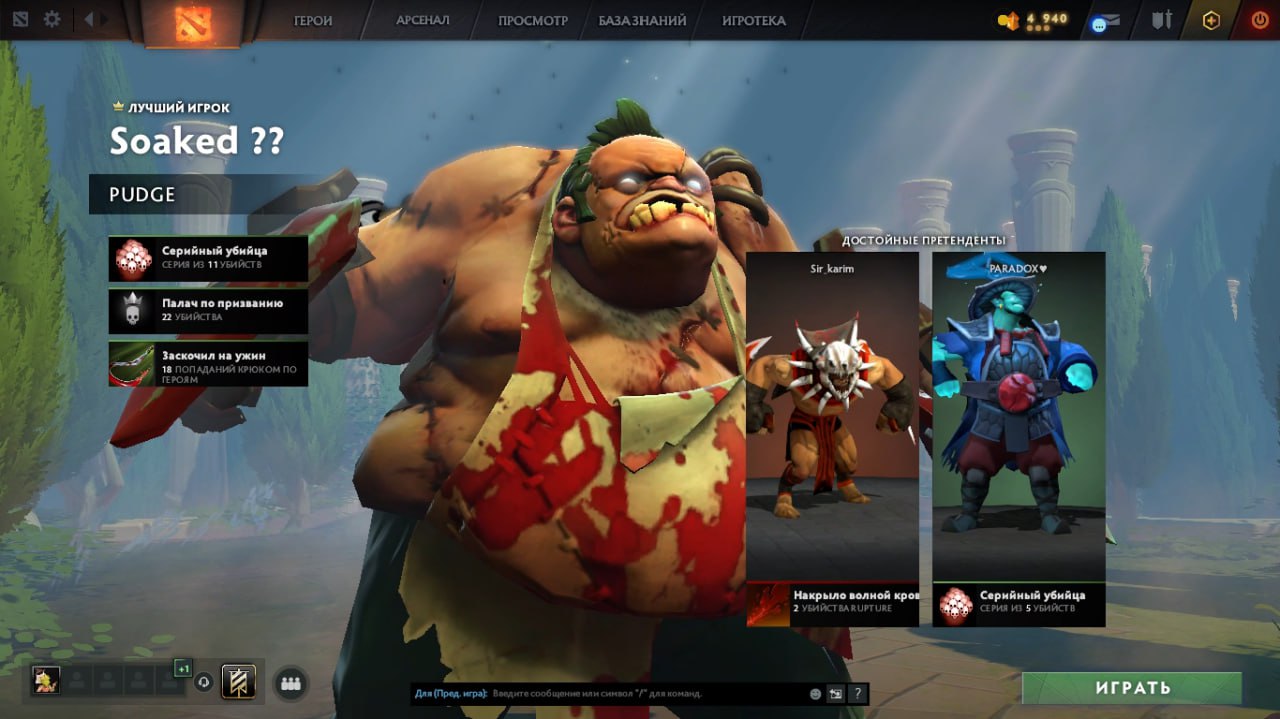 ГЕРОИ
АРСЕНАЛ
ПРОСМОТР
БАЗА ЗНАНИЙ
ИГРОТЕКА
4 940
ЛУЧШИЙ ИГРОК
Soaked ??
PUDGE
Серийный убийца
СЕРИЯ ИЗ 11 УБИЙСТВ
Палач по призванию
22 УБИЙСТВА
Заскочил на ужин
18 ПОПАДАНИЙ КРЮКОМ ПО
ГЕРОЯМ
ДОСТОЙНЫЕ ПРЕТЕНДЕНТЫ
Sir_karim
Накрыло волной кров
2 УБИЙСТВА RUPTURE
PARADOX♥
Серийный убийца
СЕРИЯ ИЗ 5 УБИЙСТВ
+1
Для (Пред. игра): Введите сообщение или символ "/" для команд.
?
ИГРАТЬ